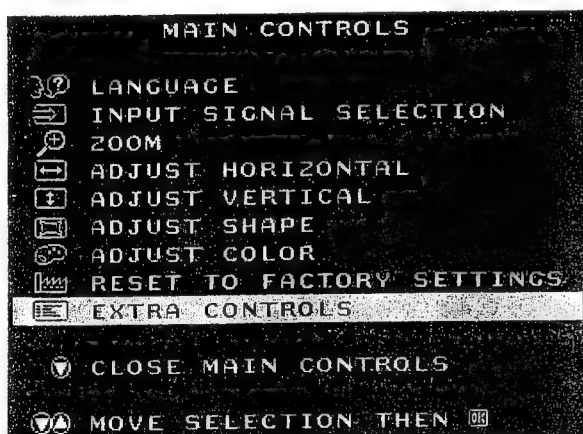 MAIN CONTROLS
LANGUAGE
INPUT SIGNAL SELECTION
ZOOM
ADJUST HORIZONTAL
ADJUST VERTICAL
ADJUST SHAPE
ADJUST COLOR
RESET TO FACTORY SETTINGS
EXTRA CONTROLS
CLOSE MAIN CONTROLS
MOVE SELECTION THEN OK